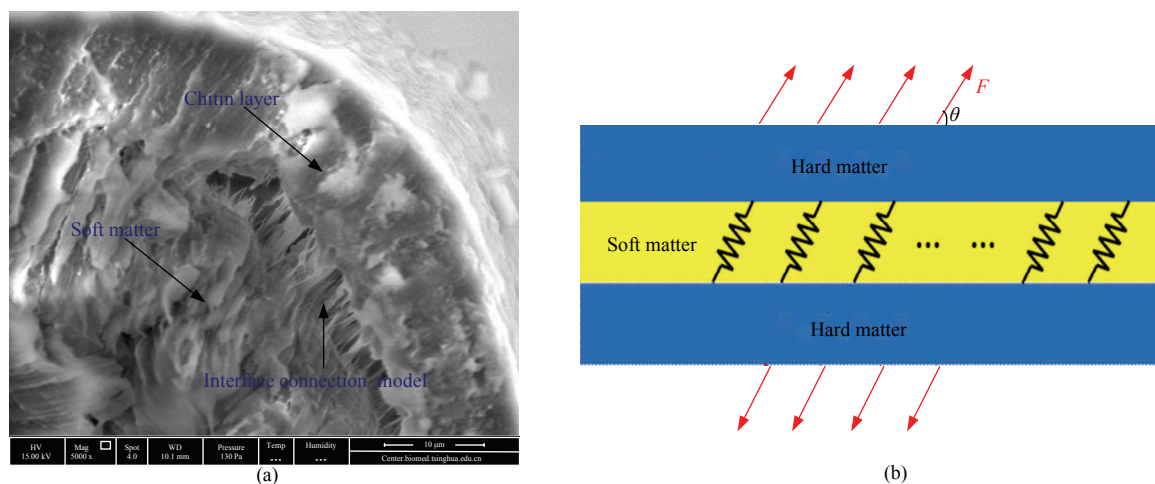 Chitin layer
Soft matter
Interface connection model
HV Mag Spot WD Pressure Temp Humidity 10 μm
15.00 kV 5000 x 4.0 10.1 mm 130 Pa --- --- Center.biomed.tsinghua.edu.cn
(a)
F
θ
Hard matter
Soft matter
... ...
Hard matter
(b)